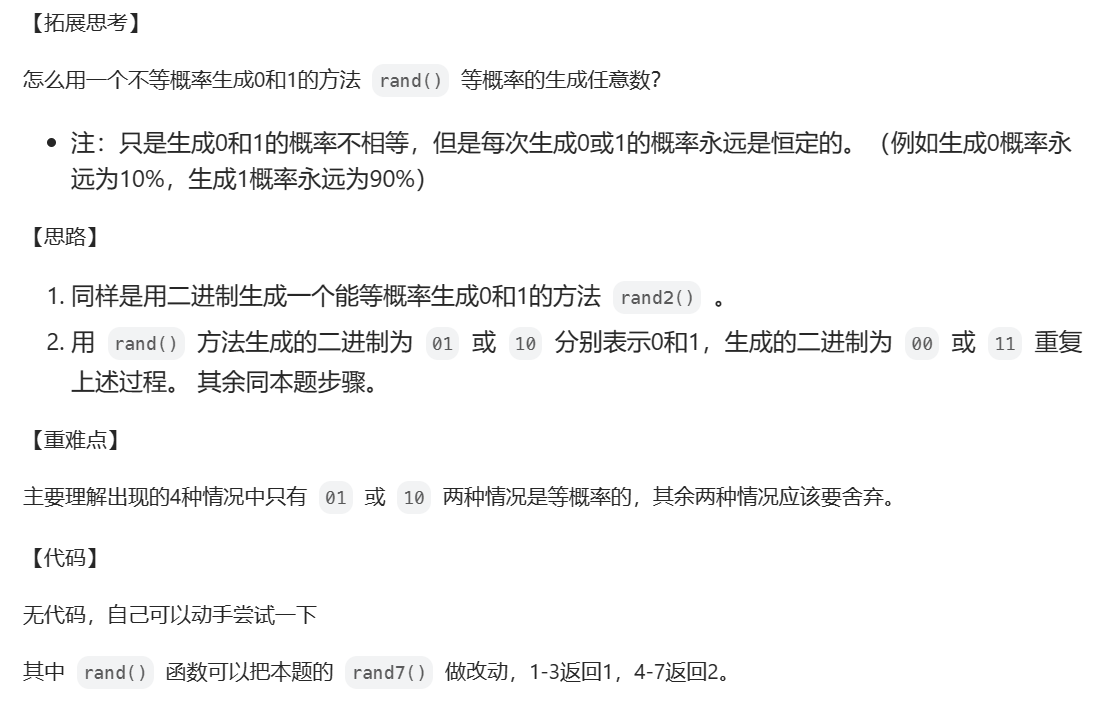 【拓展思考】
怎么用一个不等概率生成0和1的方法 rand() 等概率的生成任意数？
• 注：只是生成0和1的概率不相等，但是每次生成0或1的概率永远是恒定的。（例如生成0概率永
远为10%，生成1概率永远为90%）
【思路】
1. 同样是用二进制生成一个能等概率生成0和1的方法 rand2() 。
2. 用 rand() 方法生成的二进制为 01 或 10 分别表示0和1，生成的二进制为 00 或 11 重复
上述过程。 其余同本题步骤。
【重难点】
主要理解出现的4种情况中只有 01 或 10 两种情况是等概率的，其余两种情况应该要舍弃。
【代码】
无代码，自己可以动手尝试一下
其中 rand() 函数可以把本题的 rand7() 做改动，1-3返回1，4-7返回2。